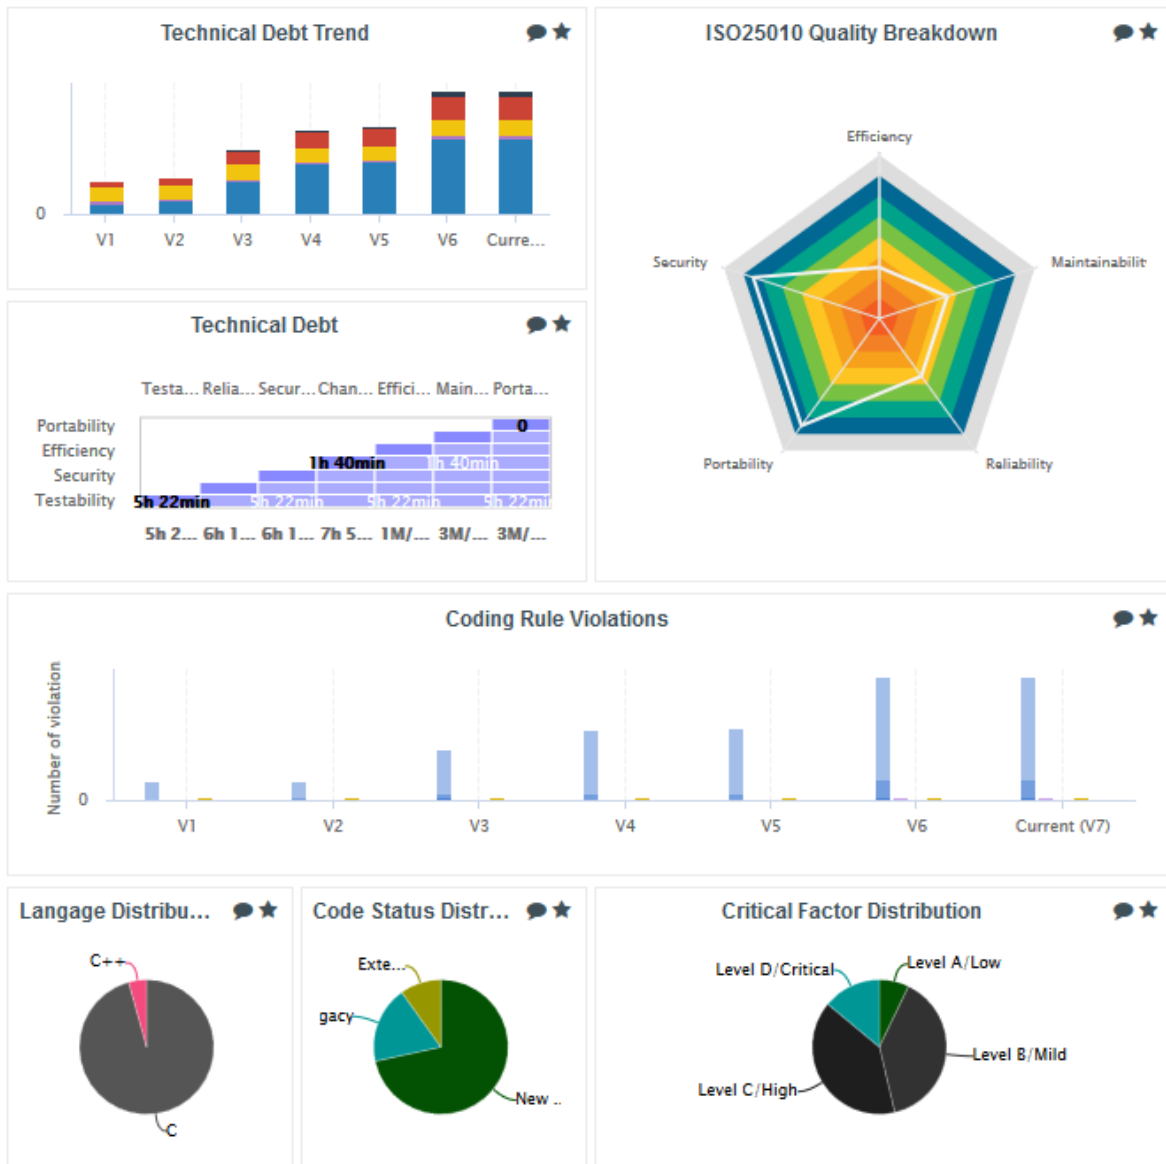 Technical Debt Trend
0
V1 V2 V3 V4 V5 V6 Curre...
ISO25010 Quality Breakdown
Efficiency
Security
Maintainabilit
Portability
Reliability
Technical Debt
Testa... Relia... Secur... Chan... Effici... Main... Porta...
Portability
0
Efficiency
1h 40min 1h 40min
Security
Testability
5h 22min 5h 22min 5h 22min 5h 22min
5h 2... 6h 1... 6h 1... 7h 5... 1M/... 3M/... 3M/...
Coding Rule Violations
Number of violation
0
V1 V2 V3 V4 V5 V6 Current (V7)
Langage Distribu...
C++
C
Code Status Distr...
Exte...
gacy
New ..
Critical Factor Distribution
Level D/Critical
Level A/Low
Level B/Mild
Level C/High